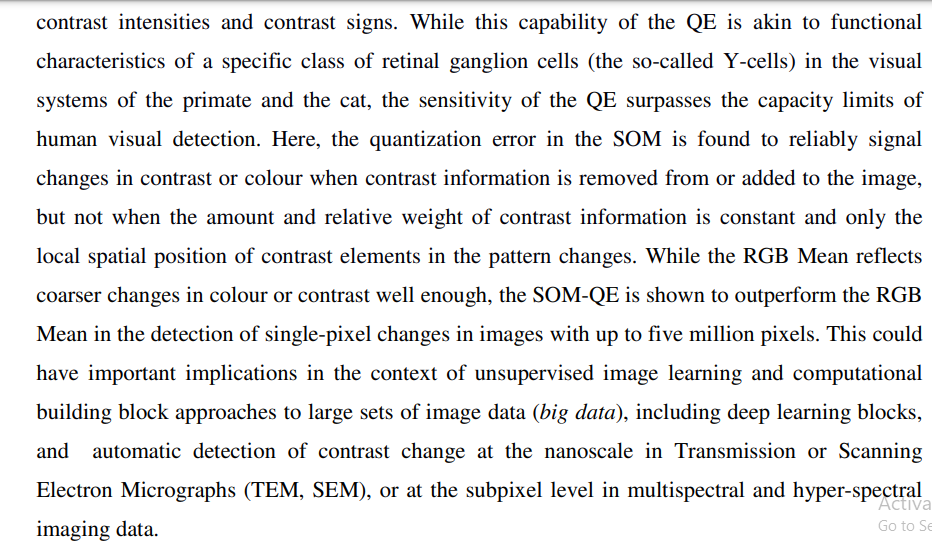 contrast intensities and contrast signs. While this capability of the QE is akin to functional
characteristics of a specific class of retinal ganglion cells (the so-called Y-cells) in the visual
systems of the primate and the cat, the sensitivity of the QE surpasses the capacity limits of
human visual detection. Here, the quantization error in the SOM is found to reliably signal
changes in contrast or colour when contrast information is removed from or added to the image,
but not when the amount and relative weight of contrast information is constant and only the
local spatial position of contrast elements in the pattern changes. While the RGB Mean reflects
coarser changes in colour or contrast well enough, the SOM-QE is shown to outperform the RGB
Mean in the detection of single-pixel changes in images with up to five million pixels. This could
have important implications in the context of unsupervised image learning and computational
building block approaches to large sets of image data (big data), including deep learning blocks,
and automatic detection of contrast change at the nanoscale in Transmission or Scanning
Electron Micrographs (TEM, SEM), or at the subpixel level in multispectral and hyper-spectral
imaging data.
Activa
Go to Se